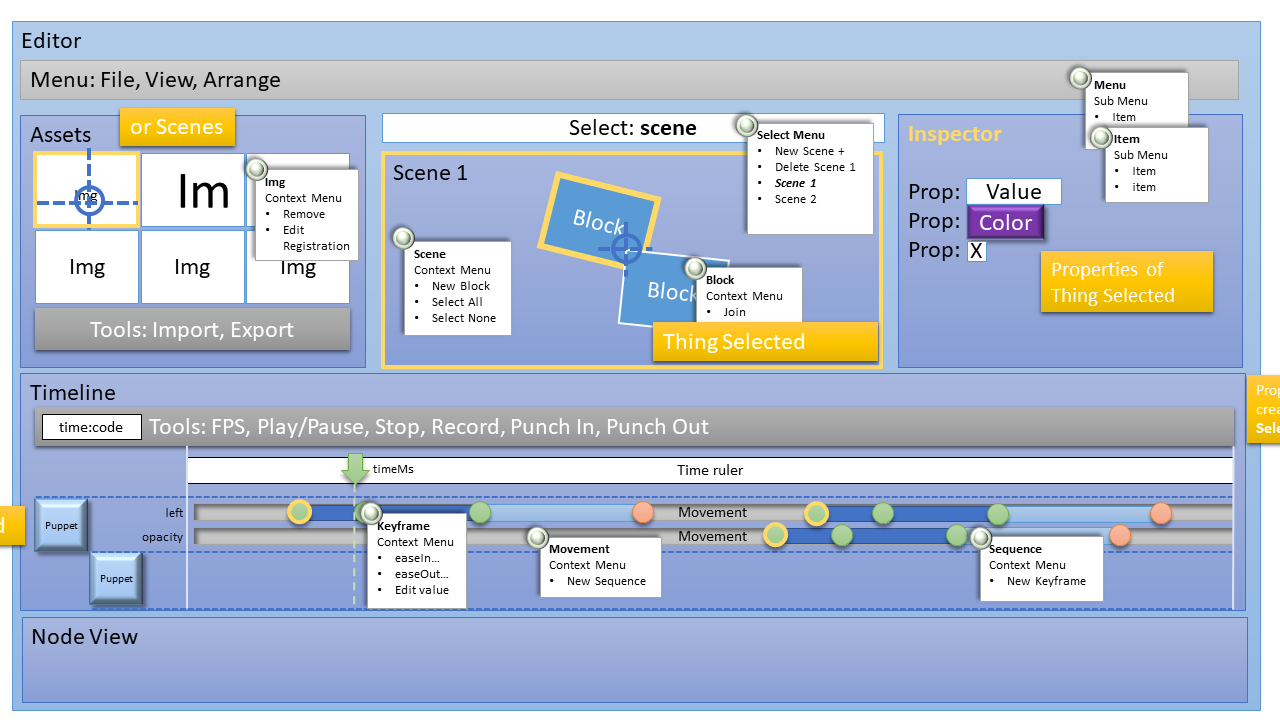 Editor
Menu: File, View, Arrange
Menu
Sub Menu
• Item
Item
Sub Menu
• Item
• item
Assets
or Scenes
Img
Im
Img
Context Menu
• Remove
• Edit
Registration
Img
Img
Img
Tools: Import, Export
Select: scene
Select Menu
• New Scene +
• Delete Scene 1
• Scene 1
• Scene 2
Scene 1
Scene
Context Menu
• New Block
• Select All
• Select None
Block
Block
Block
Context Menu
• Join
Thing Selected
Inspector
Prop: Value
Prop: Color
Prop: X
Properties of
Thing Selected
Timeline
time:code Tools: FPS, Play/Pause, Stop, Record, Punch In, Punch Out
timeMs
Time ruler
Puppet
left
Movement
opacity
Movement
Puppet
Keyframe
Context Menu
• easeIn...
• easeOut...
• Edit value
Movement
Context Menu
• New Sequence
Sequence
Context Menu
• New Keyframe
Node View